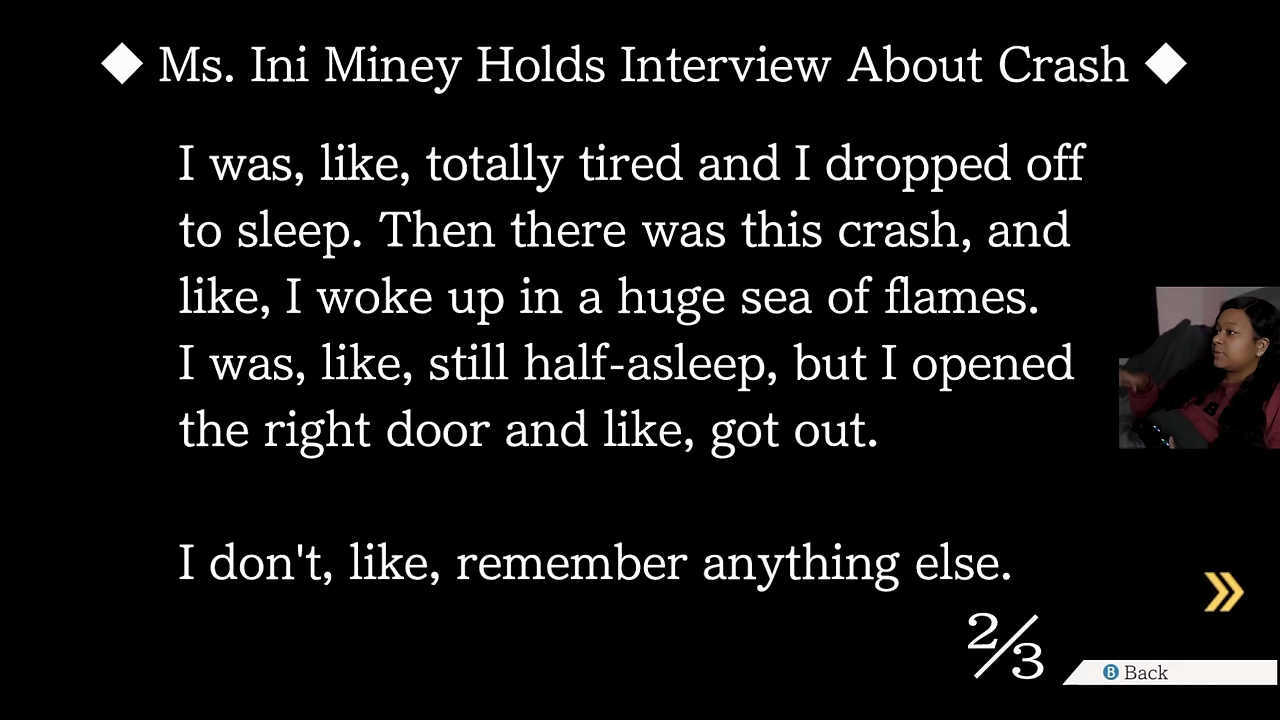 ◆ Ms. Ini Miney Holds Interview About Crash ◆
I was, like, totally tired and I dropped off
to sleep. Then there was this crash, and
like, I woke up in a huge sea of flames.
I was, like, still half-asleep, but I opened
the right door and like, got out.
I don't, like, remember anything else.
2/3
B Back